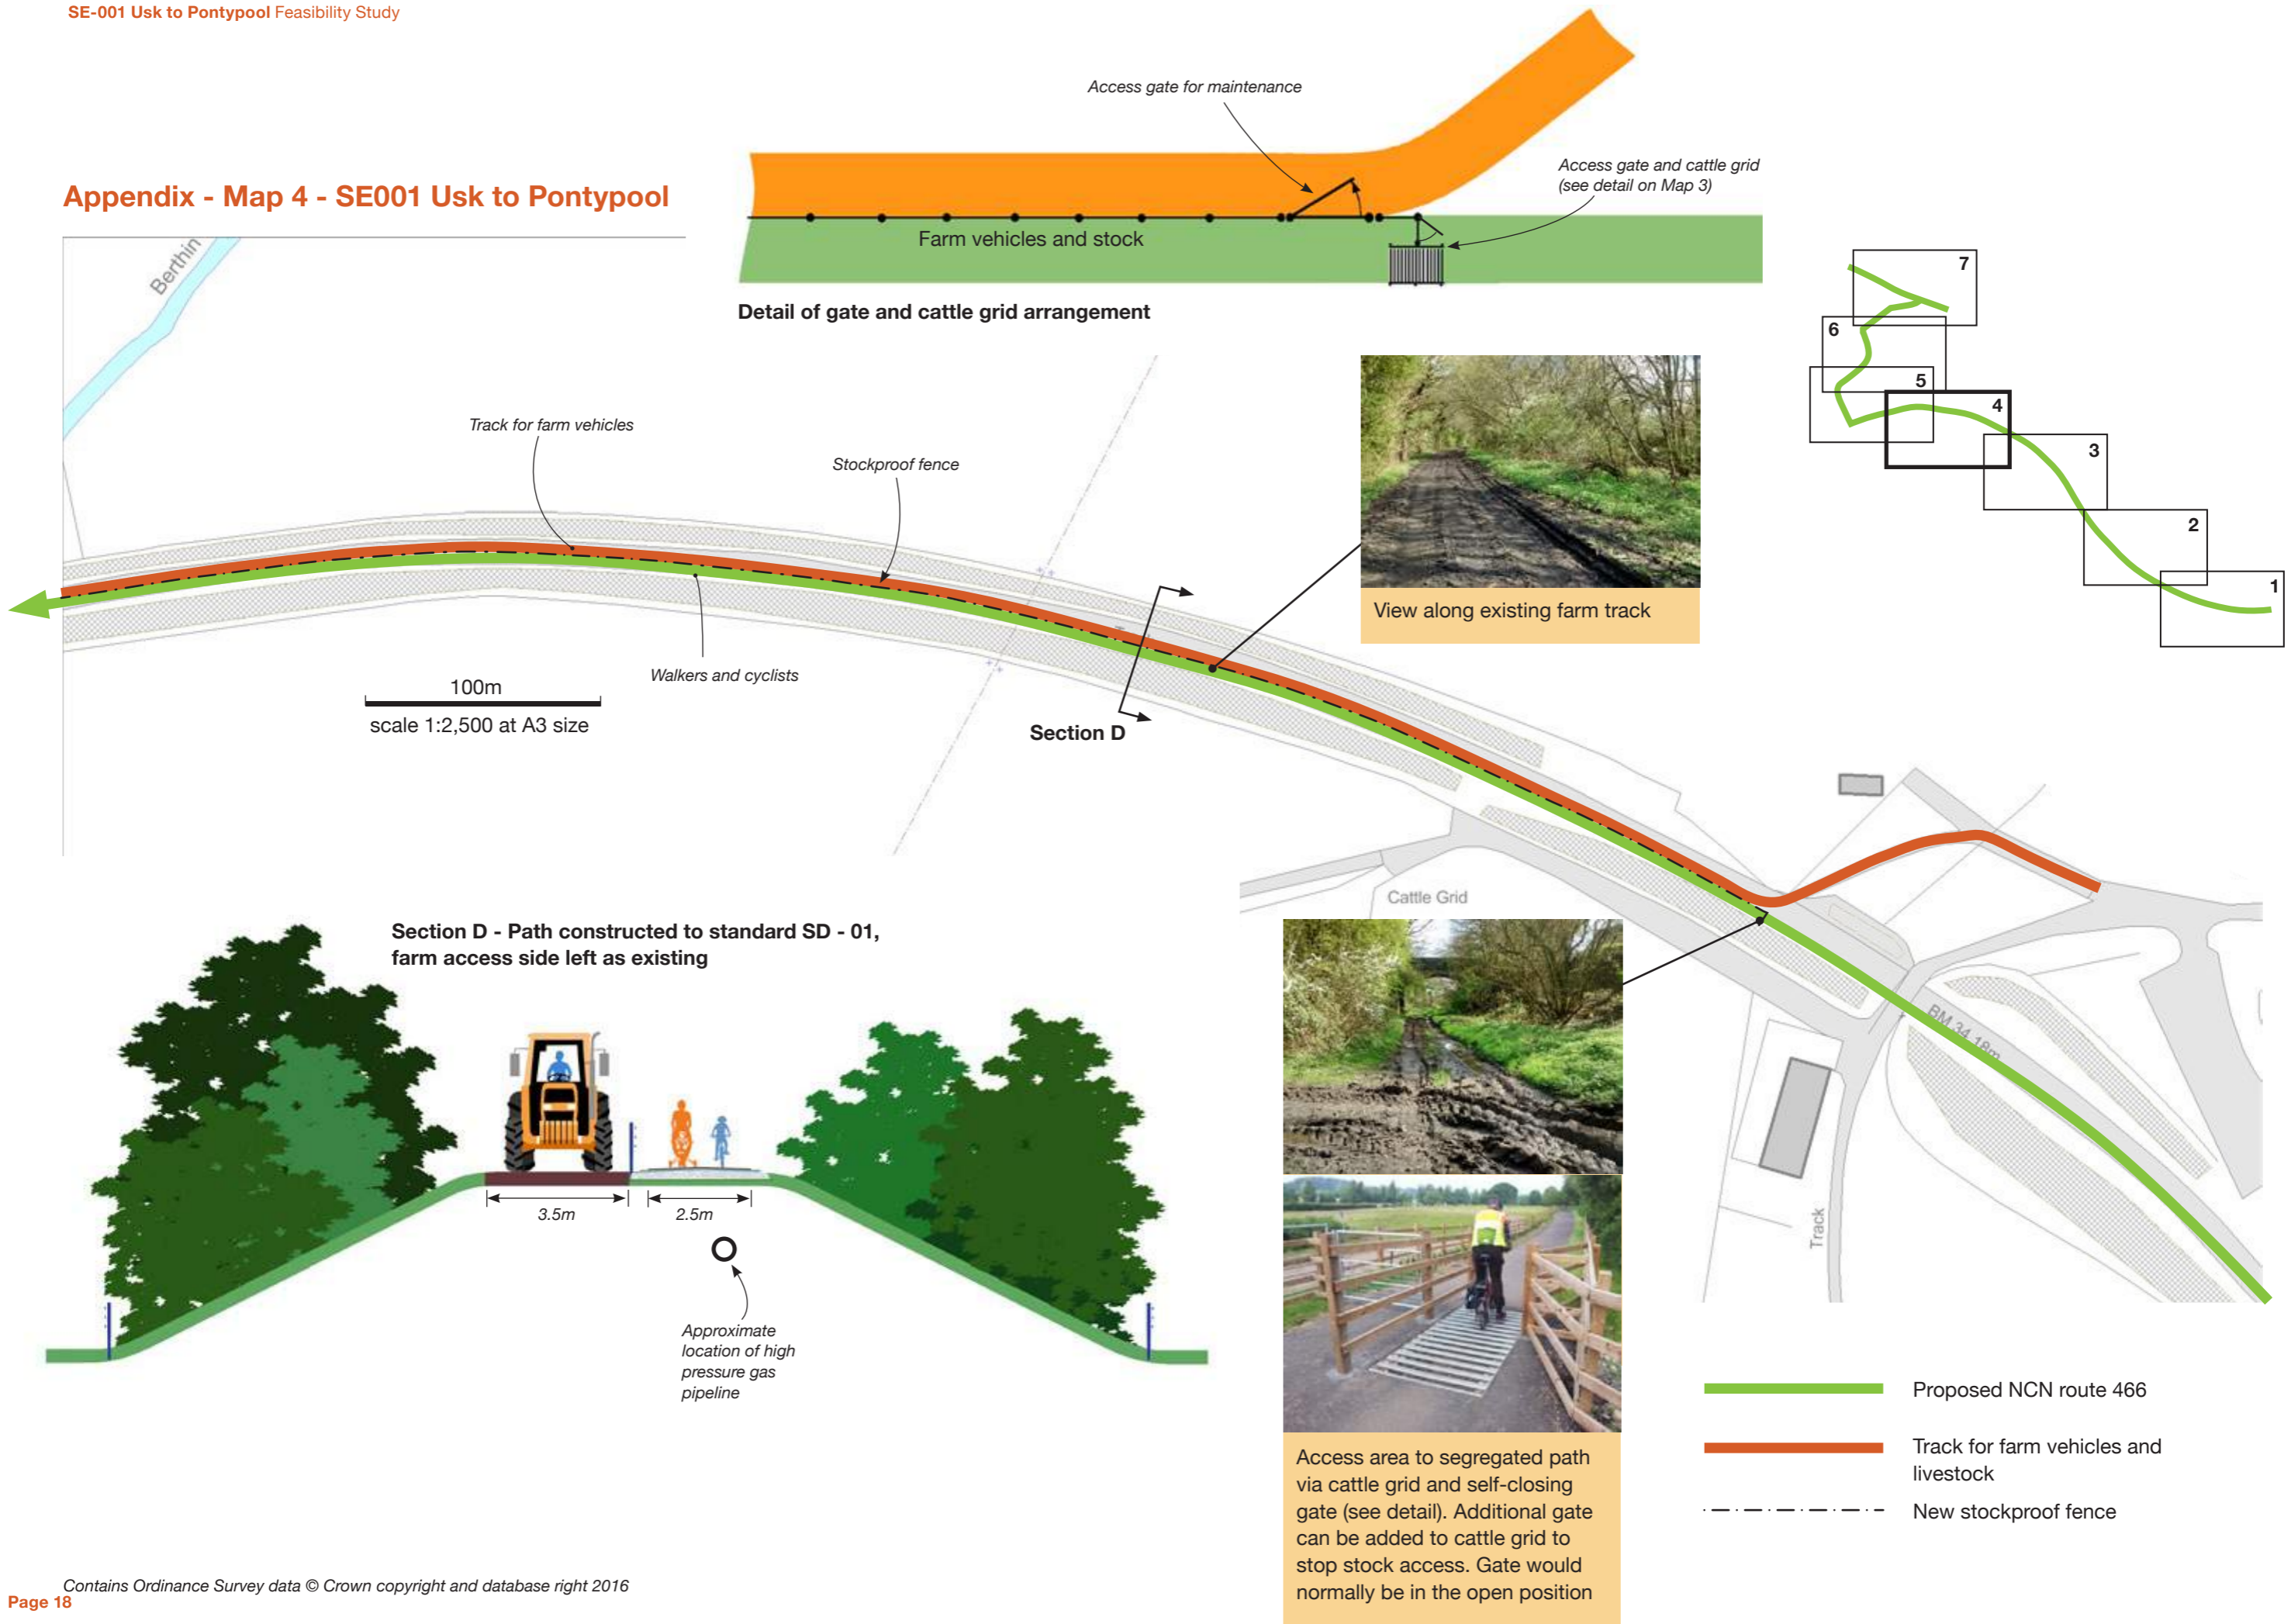 SE-001 Usk to Pontypool Feasibility Study
Appendix - Map 4 - SE001 Usk to Pontypool
Access gate for maintenance
Access gate and cattle grid
(see detail on Map 3)
Farm vehicles and stock
Detail of gate and cattle grid arrangement
7
6
5
4
3
2
1
Berthin
Track for farm vehicles
Stockproof fence
Walkers and cyclists
100m
scale 1:2,500 at A3 size
Section D
View along existing farm track
Cattle Grid
BM 34.18m
Track
Section D - Path constructed to standard SD - 01,
farm access side left as existing
3.5m
2.5m
Approximate
location of high
pressure gas
pipeline
Access area to segregated path
via cattle grid and self-closing
gate (see detail). Additional gate
can be added to cattle grid to
stop stock access. Gate would
normally be in the open position
Proposed NCN route 466
Track for farm vehicles and
livestock
New stockproof fence
Contains Ordinance Survey data © Crown copyright and database right 2016
Page 18